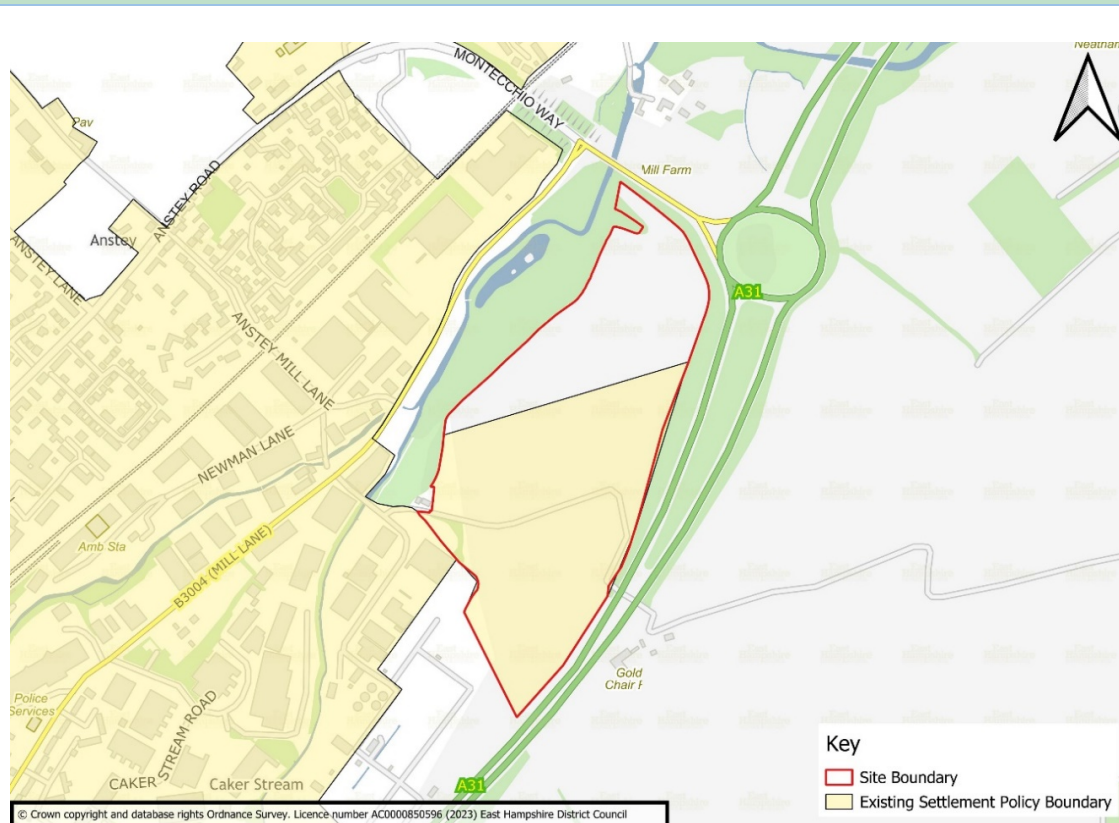 Neatham
MONTECCHIO WAY
Pav
ANSTEY ROAD
Mill Farm
Anstey
ANSTEY LANE
A31
ANSTEY MILL LANE
NEWMAN LANE
Amb Sta
B3004 (MILL LANE)
Gold
Chair F
Police
Services
CAKER STREAM ROAD
Caker Stream
A31
Key
Site Boundary
Existing Settlement Policy Boundary
© Crown copyright and database rights Ordnance Survey. Licence number AC0000850596 (2023) East Hampshire District Council